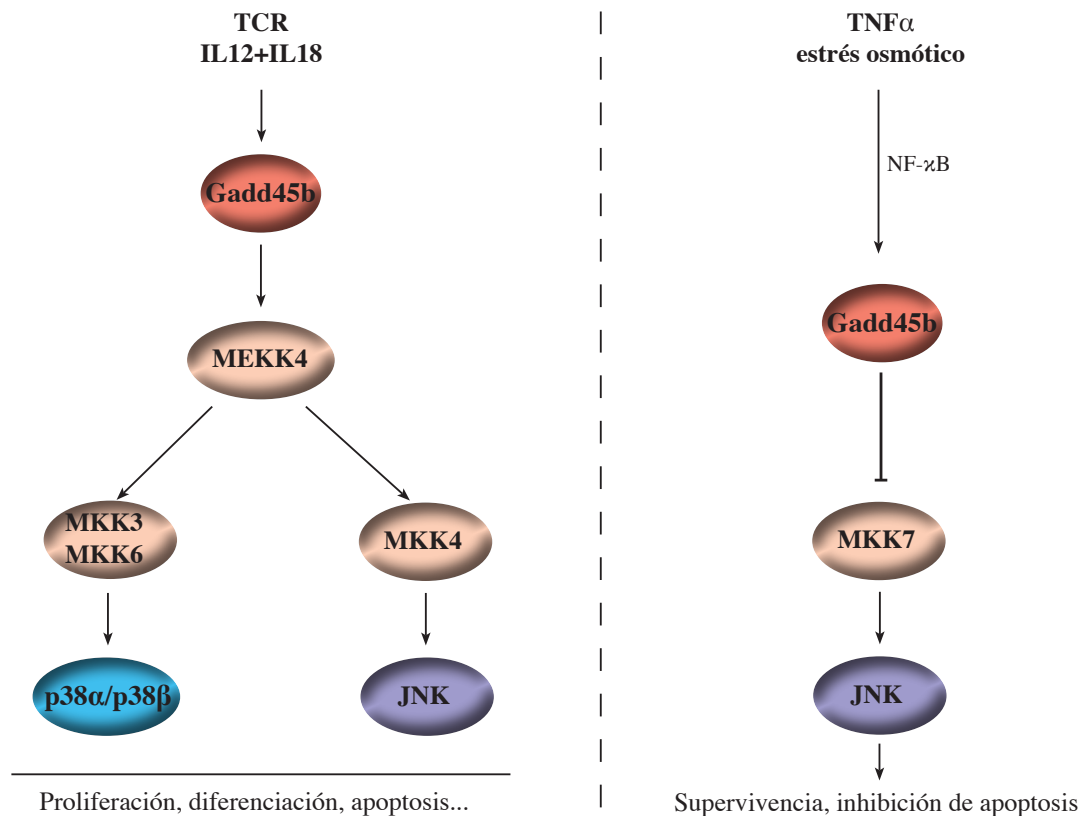 TCR
IL12+IL18
Gadd45b
MEKK4
MKK3
MKK6
MKK4
p38α/p38β
JNK
Proliferación, diferenciación, apoptosis...
TNFα
estrés osmótico
NF-ϰB
Gadd45b
MKK7
JNK
Supervivencia, inhibición de apoptosis